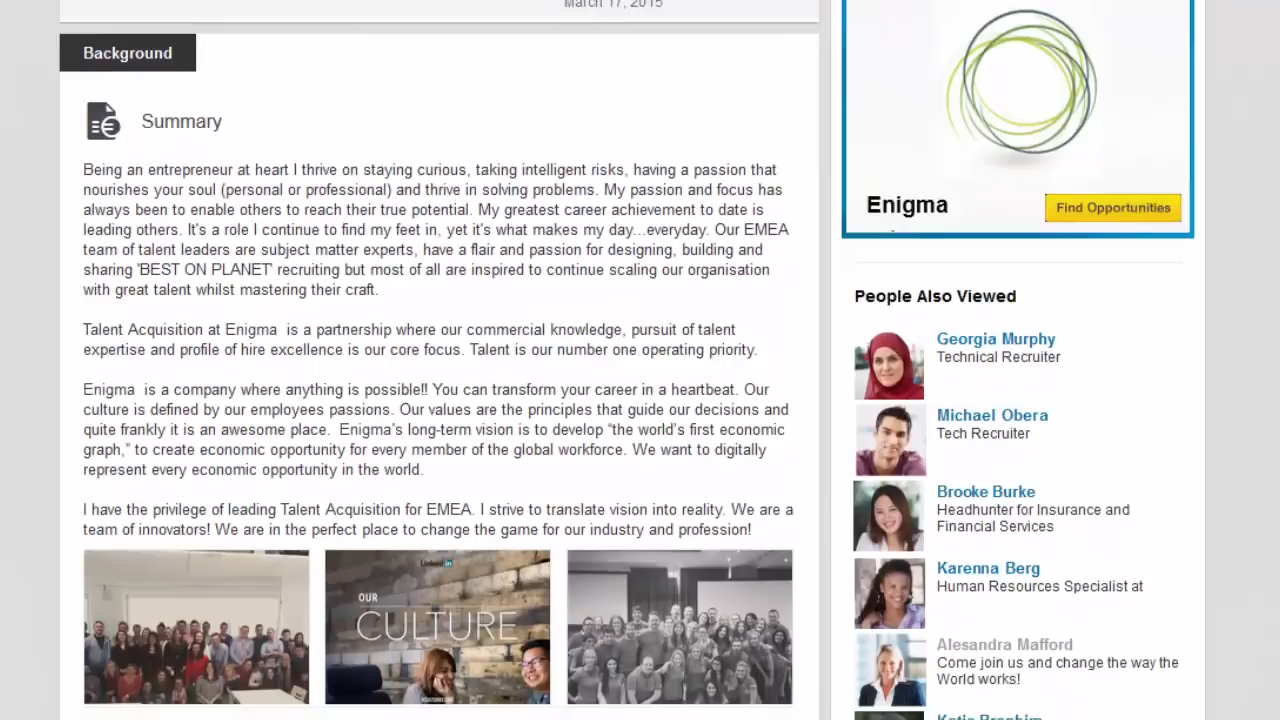 March 17, 2015
Background
Summary
Being an entrepreneur at heart I thrive on staying curious, taking intelligent risks, having a passion that
nourishes your soul (personal or professional) and thrive in solving problems. My passion and focus has
always been to enable others to reach their true potential. My greatest career achievement to date is
leading others. It's a role I continue to find my feet in, yet it's what makes my day...everyday. Our EMEA
team of talent leaders are subject matter experts, have a flair and passion for designing, building and
sharing 'BEST ON PLANET' recruiting but most of all are inspired to continue scaling our organisation
with great talent whilst mastering their craft.
Talent Acquisition at Enigma is a partnership where our commercial knowledge, pursuit of talent
expertise and profile of hire excellence is our core focus. Talent is our number one operating priority.
Enigma is a company where anything is possible!! You can transform your career in a heartbeat. Our
culture is defined by our employees passions. Our values are the principles that guide our decisions and
quite frankly it is an awesome place. Enigma's long-term vision is to develop “the world's first economic
graph,” to create economic opportunity for every member of the global workforce. We want to digitally
represent every economic opportunity in the world.
I have the privilege of leading Talent Acquisition for EMEA. I strive to translate vision into reality. We are a
team of innovators! We are in the perfect place to change the game for our industry and profession!
LinkedIn
OUR
CULTURE
Enigma
Find Opportunities
People Also Viewed
Georgia Murphy
Technical Recruiter
Michael Obera
Tech Recruiter
Brooke Burke
Headhunter for Insurance and
Financial Services
Karenna Berg
Human Resources Specialist at
Alesandra Mafford
Come join us and change the way the
World works!